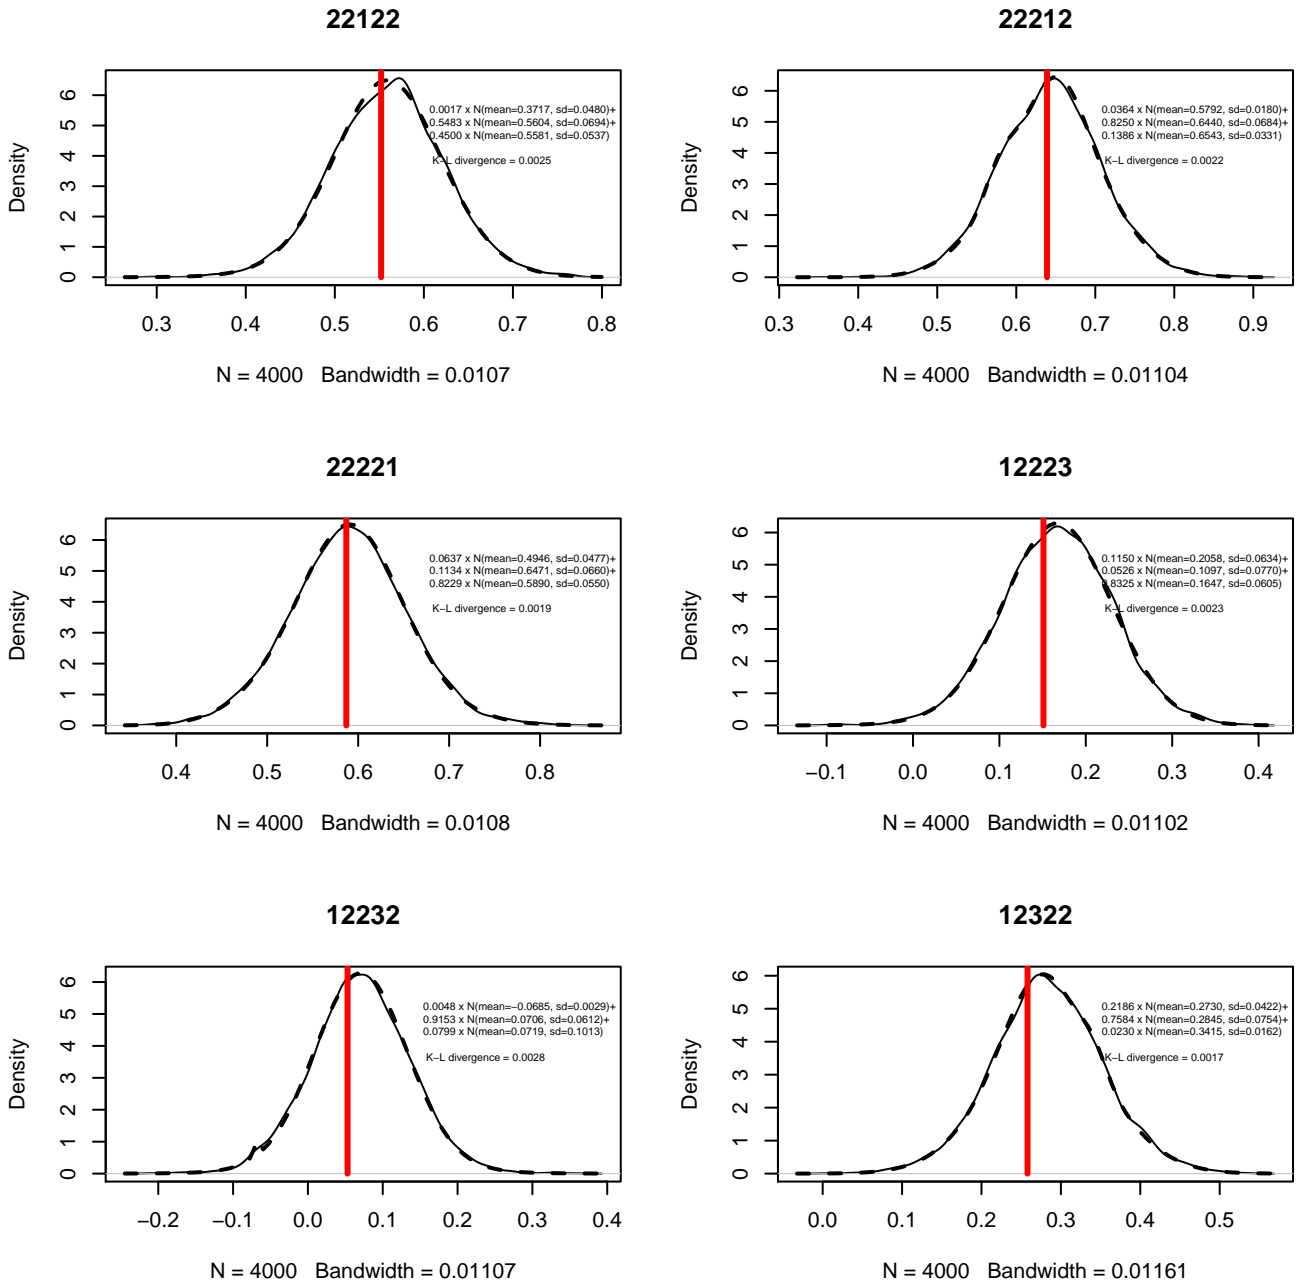 22122
Density
0 1 2 3 4 5 6
0.0017 x N(mean=0.3717, sd=0.0480)+
0.5483 x N(mean=0.5604, sd=0.0694)+
0.4500 x N(mean=0.5581, sd=0.0537)
K−L divergence = 0.0025
0.3 0.4 0.5 0.6 0.7 0.8
N = 4000 Bandwidth = 0.0107
22212
Density
0 1 2 3 4 5 6
0.0364 x N(mean=0.5792, sd=0.0180)+
0.8250 x N(mean=0.6440, sd=0.0684)+
0.1386 x N(mean=0.6543, sd=0.0331)
K−L divergence = 0.0022
0.3 0.4 0.5 0.6 0.7 0.8 0.9
N = 4000 Bandwidth = 0.01104
22221
Density
0 1 2 3 4 5 6
0.0637 x N(mean=0.4946, sd=0.0477)+
0.1134 x N(mean=0.6471, sd=0.0660)+
0.8229 x N(mean=0.5890, sd=0.0550)
K−L divergence = 0.0019
0.4 0.5 0.6 0.7 0.8
N = 4000 Bandwidth = 0.0108
12223
Density
0 1 2 3 4 5 6
0.1150 x N(mean=0.2058, sd=0.0634)+
0.0526 x N(mean=0.1097, sd=0.0770)+
0.8325 x N(mean=0.1647, sd=0.0605)
K−L divergence = 0.0023
−0.1 0.0 0.1 0.2 0.3 0.4
N = 4000 Bandwidth = 0.01102
12232
Density
0 1 2 3 4 5 6
0.0048 x N(mean=−0.0685, sd=0.0029)+
0.9153 x N(mean=0.0706, sd=0.0612)+
0.0799 x N(mean=0.0719, sd=0.1013)
K−L divergence = 0.0028
−0.2 −0.1 0.0 0.1 0.2 0.3 0.4
N = 4000 Bandwidth = 0.01107
12322
Density
0 1 2 3 4 5 6
0.2186 x N(mean=0.2730, sd=0.0422)+
0.7584 x N(mean=0.2845, sd=0.0754)+
0.0230 x N(mean=0.3415, sd=0.0162)
K−L divergence = 0.0017
0.0 0.1 0.2 0.3 0.4 0.5
N = 4000 Bandwidth = 0.01161